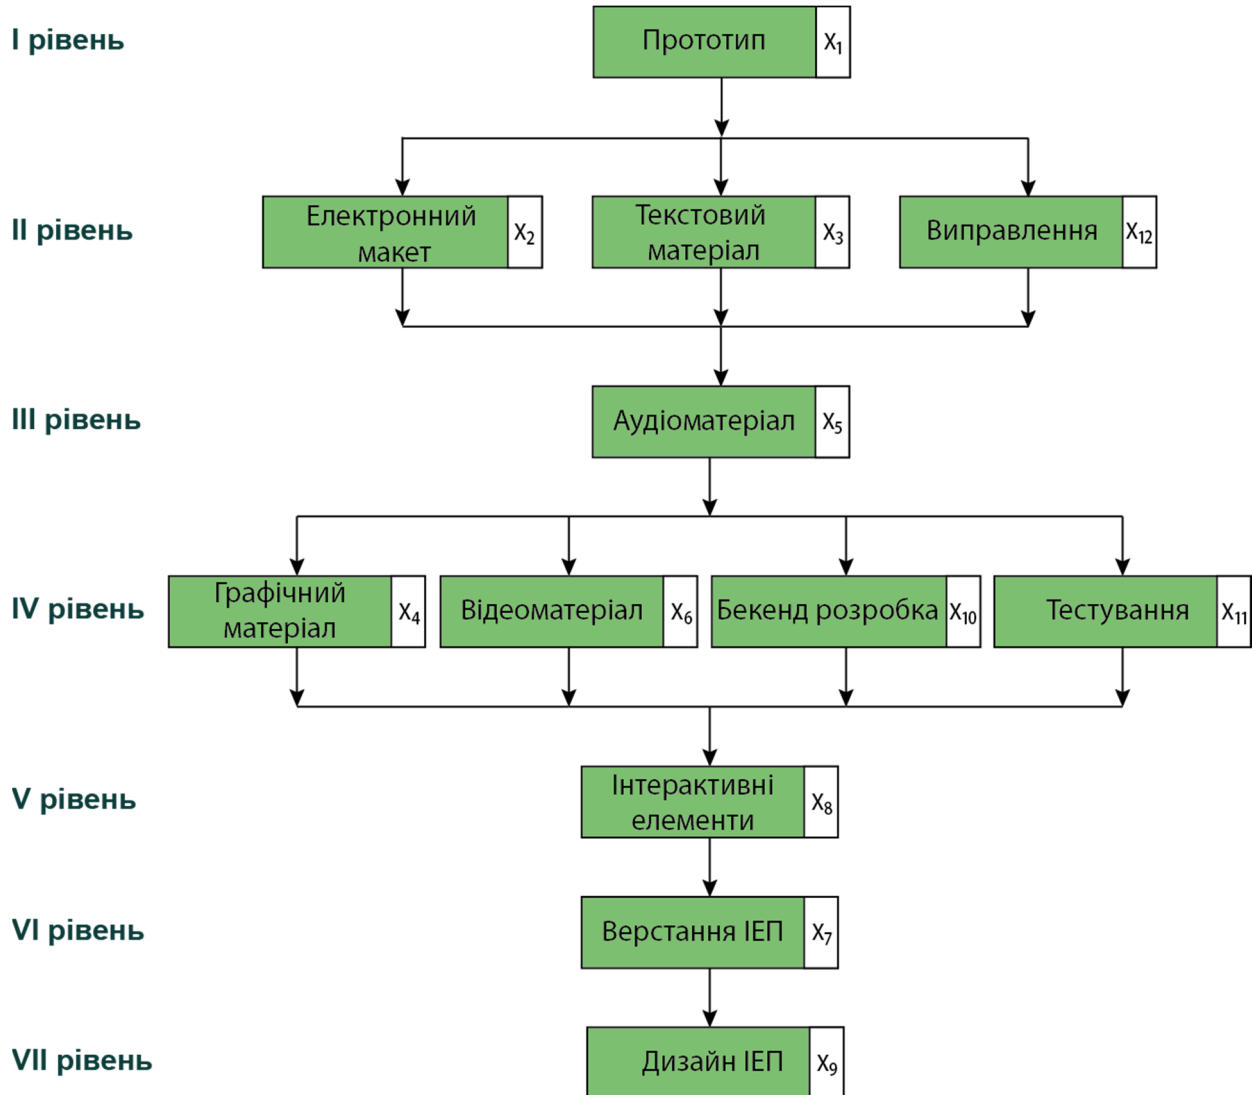 I рівень
Прототип
X1
II рівень
Електронний
макет
X2
Текстовий
матеріал
X3
Виправлення
X12
III рівень
Аудіоматеріал
X5
IV рівень
Графічний
матеріал
X4
Відеоматеріал
X6
Бекенд розробка
X10
Тестування
X11
V рівень
Інтерактивні
елементи
X8
VI рівень
Верстання ІЕП
X7
VII рівень
Дизайн ІЕП
X9